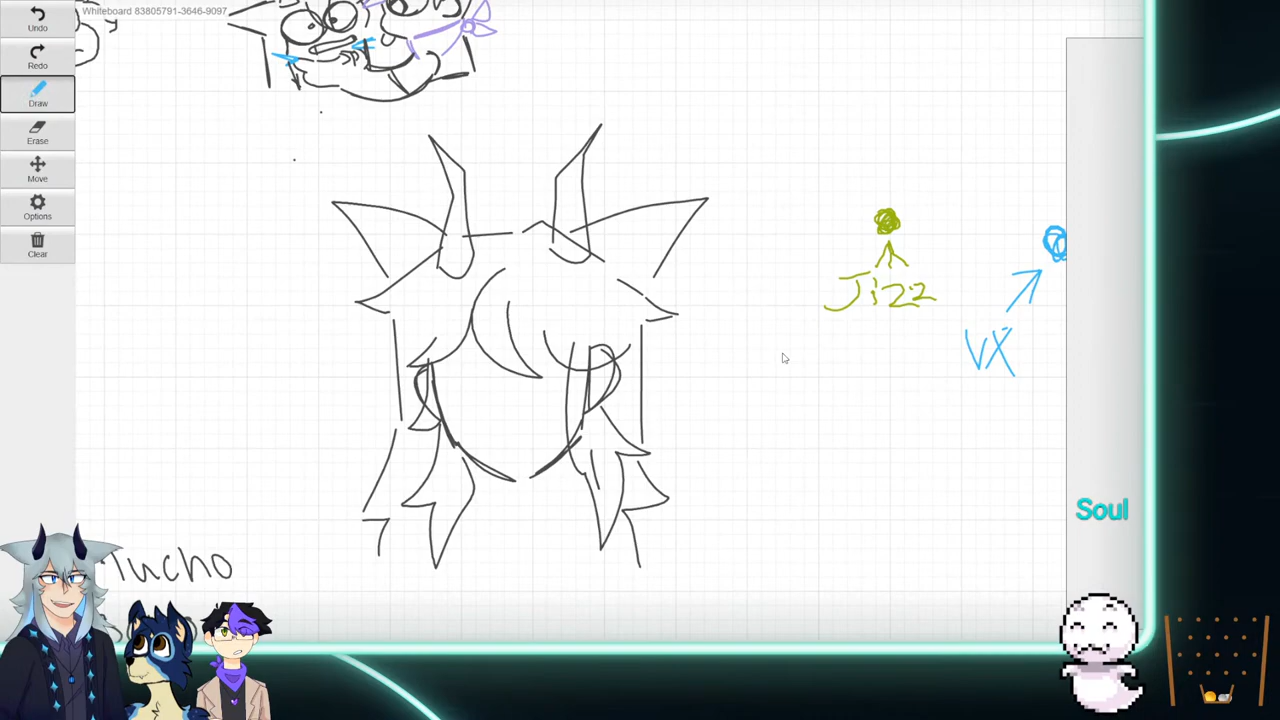 Whiteboard 83805791-3646-9097
Undo
Redo
Draw
Erase
Move
Options
Clear
Jizz
VX
Soul
Tucho